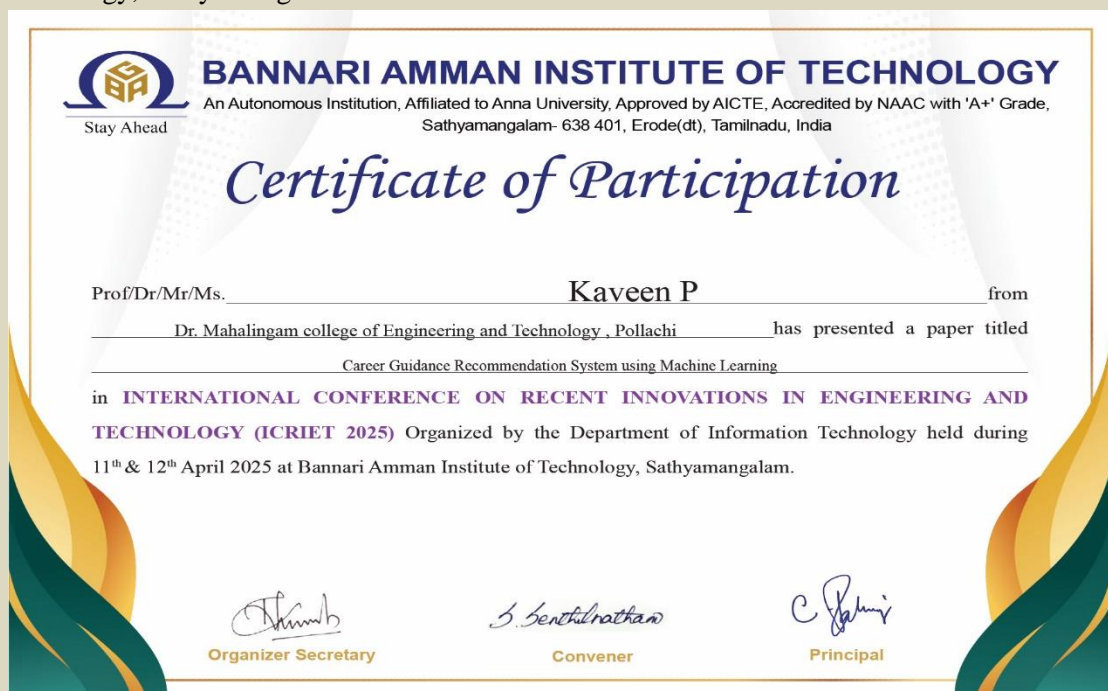 BANNARI AMMAN INSTITUTE OF TECHNOLOGY
An Autonomous Institution, Affiliated to Anna University, Approved by AICTE, Accredited by NAAC with 'A+' Grade,
Stay Ahead
Sathyamangalam- 638 401, Erode(dt), Tamilnadu, India
Certificate of Participation
Prof/Dr/Mr/Ms. Kaveen P from
Dr. Mahalingam college of Engineering and Technology , Pollachi has presented a paper titled
Career Guidance Recommendation System using Machine Learning
in INTERNATIONAL CONFERENCE ON RECENT INNOVATIONS IN ENGINEERING AND
TECHNOLOGY (ICRIET 2025) Organized by the Department of Information Technology held during
11th & 12th April 2025 at Bannari Amman Institute of Technology, Sathyamangalam.
S. Senthilnathan
Organizer Secretary
Convener
Principal